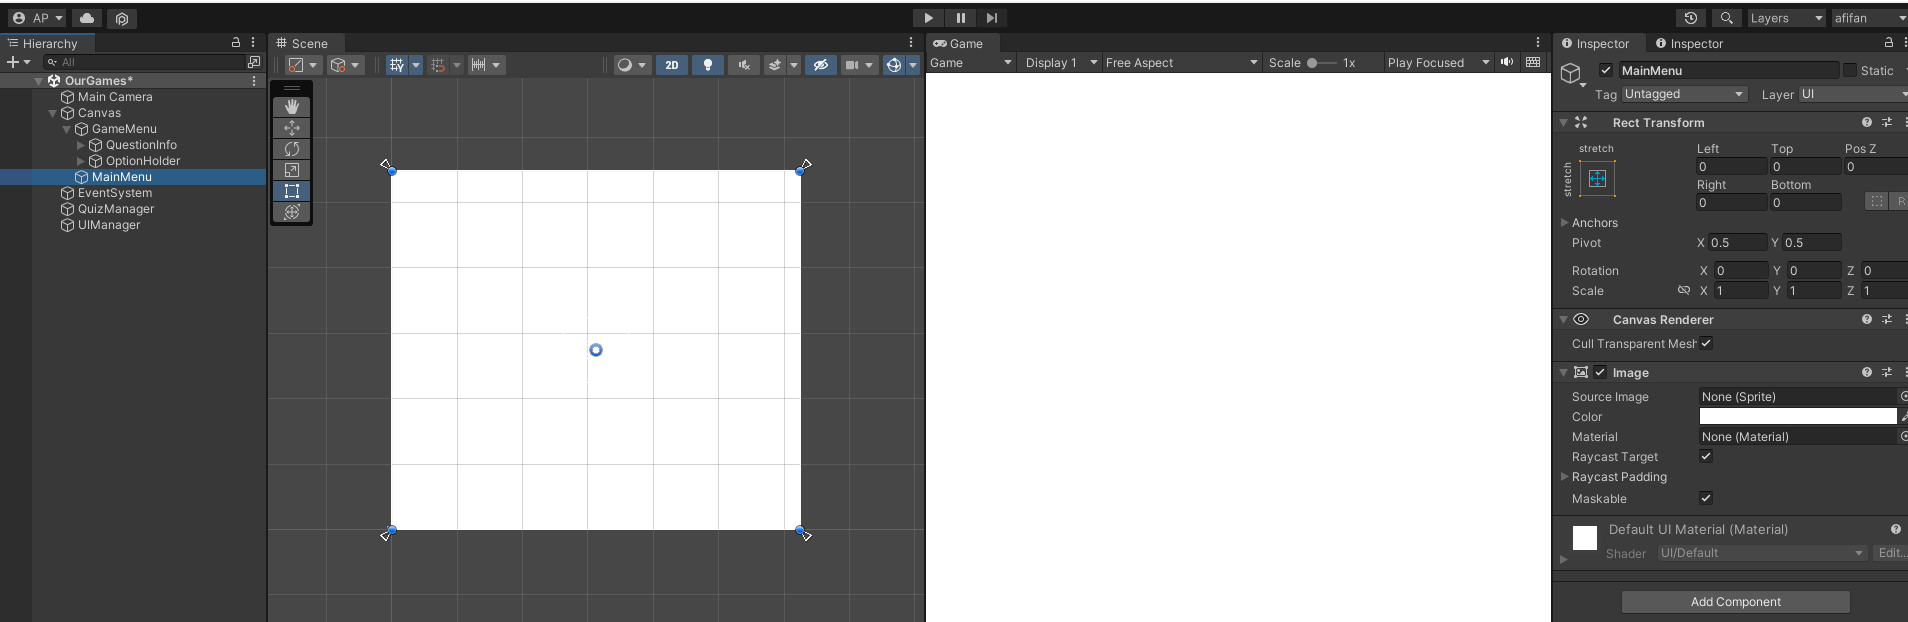 AP
Layers
afifan
Hierarchy
Scene
Game
Inspector
Inspector
All
2D
Game
Display 1
Free Aspect
Scale
1x
Play Focused
OurGames*
Main Camera
Canvas
GameMenu
QuestionInfo
OptionHolder
MainMenu
EventSystem
QuizManager
UIManager
MainMenu
Static
Tag
Untagged
Layer
UI
Rect Transform
stretch
stretch
Left
Top
Pos Z
0
0
0
Right
Bottom
0
0
R
Anchors
Pivot
X 0.5
Y 0.5
Rotation
X 0
Y 0
Z 0
Scale
X 1
Y 1
Z 1
Canvas Renderer
Cull Transparent Mesh
Image
Source Image
None (Sprite)
Color
Material
None (Material)
Raycast Target
Raycast Padding
Maskable
Default UI Material (Material)
Shader
UI/Default
Edit...
Add Component